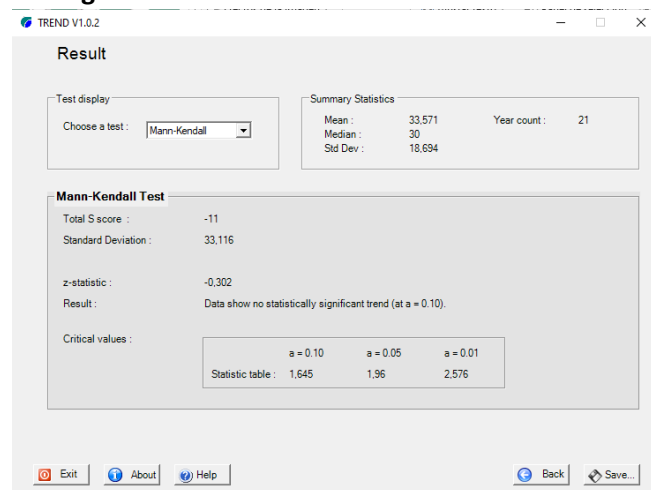 TREND V1.0.2
Result
Test display
Choose a test : Mann-Kendall
Summary Statistics
Mean : 33,571 Year count : 21
Median : 30
Std Dev : 18,694
Mann-Kendall Test
Total S score : -11
Standard Deviation : 33,116
z-statistic : -0,302
Result : Data show no statistically significant trend (at a = 0.10).
Critical values :
a = 0.10 a = 0.05 a = 0.01
Statistic table : 1,645 1,96 2,576
Exit About Help Back Save...